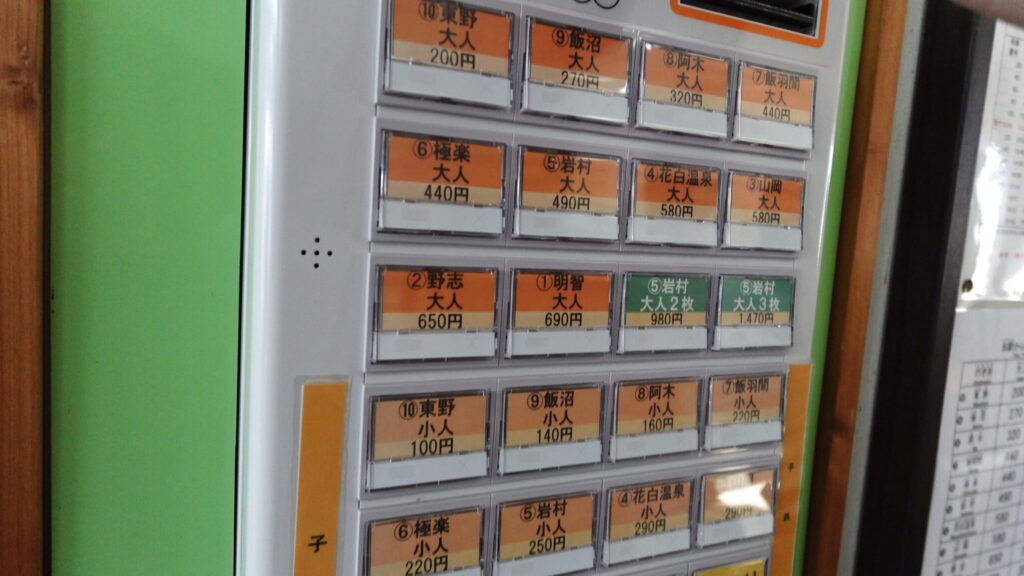 ⑩東野
大人
200円
⑨飯沼
大人
270円
⑧阿木
大人
320円
⑦飯羽間
大人
440円
⑥極楽
大人
440円
⑤岩村
大人
490円
④花白温泉
大人
580円
③山岡
大人
580円
②野志
大人
650円
①明智
大人
690円
⑤岩村
大人2枚
980円
⑤岩村
大人3枚
1,470円
⑩東野
小人
100円
⑨飯沼
小人
140円
⑧阿木
小人
160円
⑦飯羽間
小人
220円
⑥極楽
小人
220円
⑤岩村
小人
250円
④花白温泉
小人
290円
290円
子